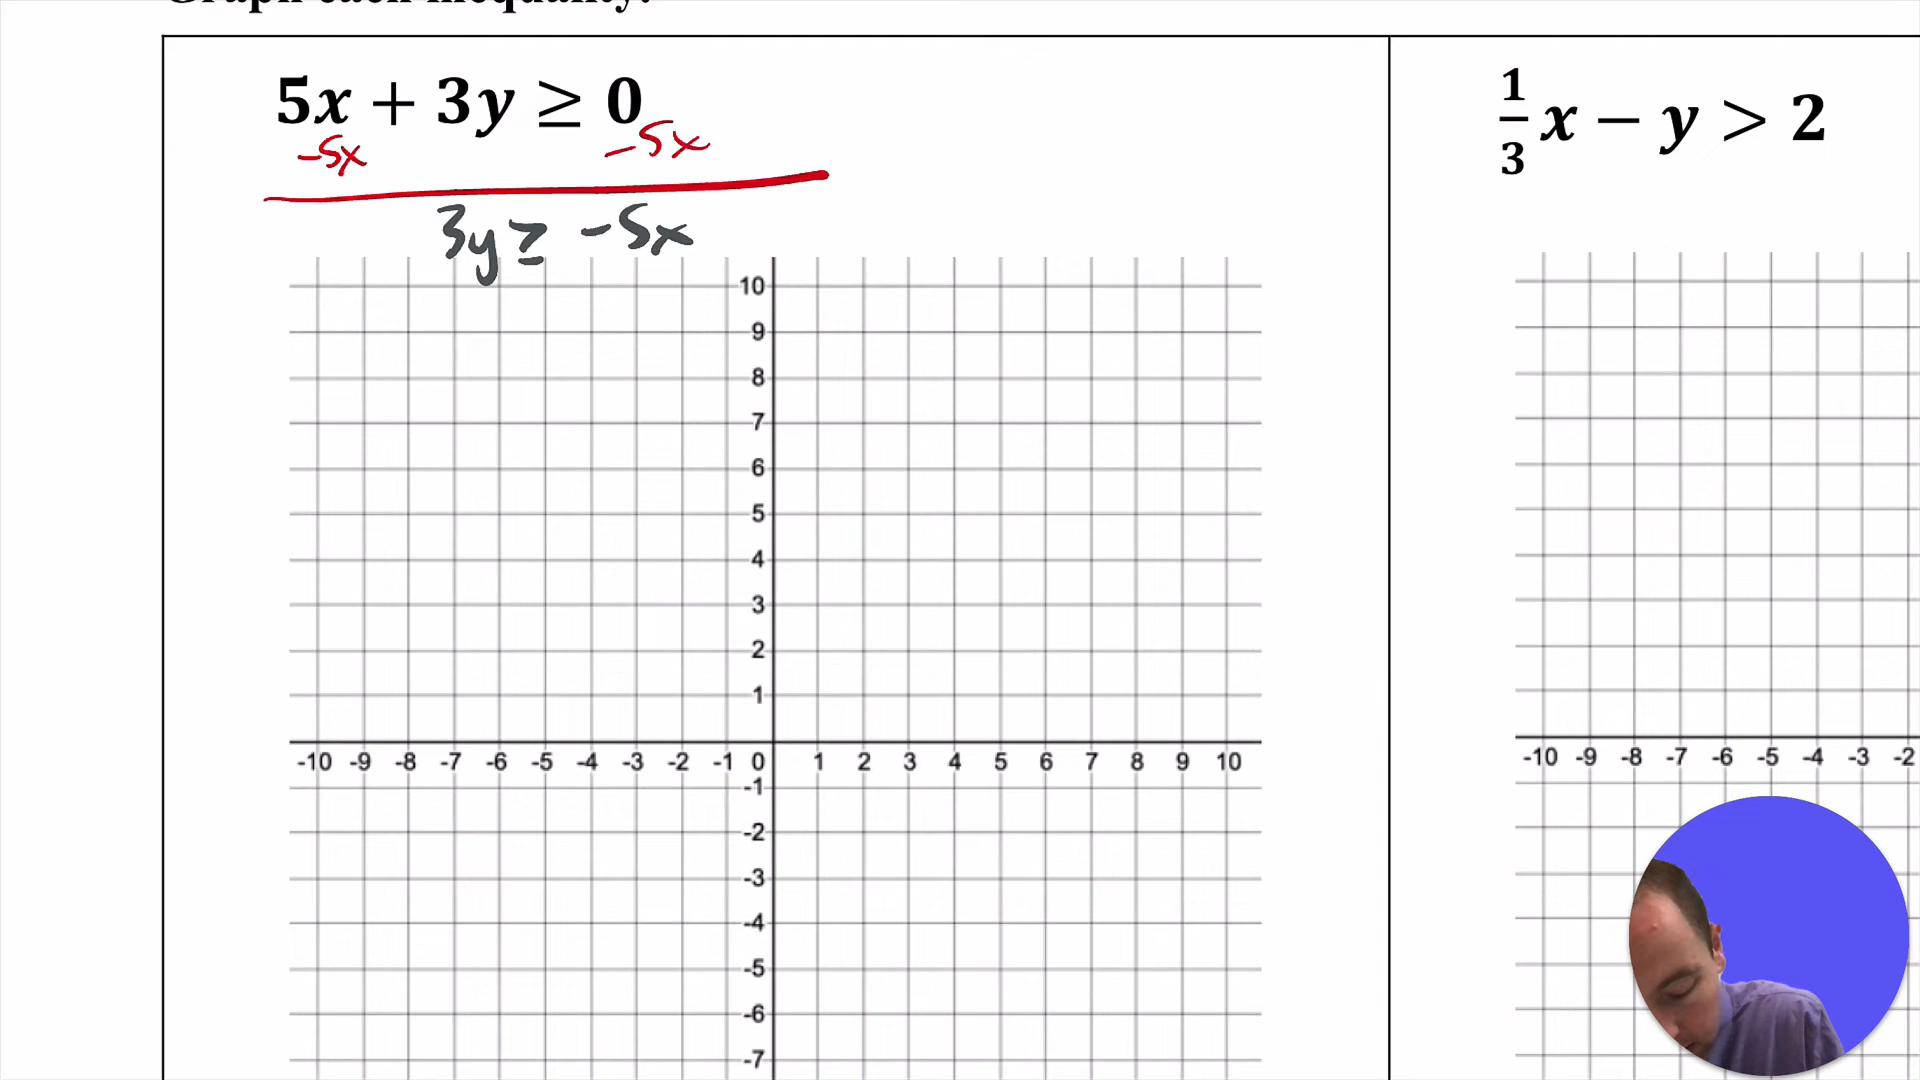 Graph each inequality.
5x + 3y ≥ 0
-5x -5x
3y ≥ -5x
1/3 x − y > 2
10
9
8
7
6
5
4
3
2
1
-10 -9 -8 -7 -6 -5 -4 -3 -2 -1 0 1 2 3 4 5 6 7 8 9 10
-10 -9 -8 -7 -6 -5 -4 -3 -2
-1
-2
-3
-4
-5
-6
-7